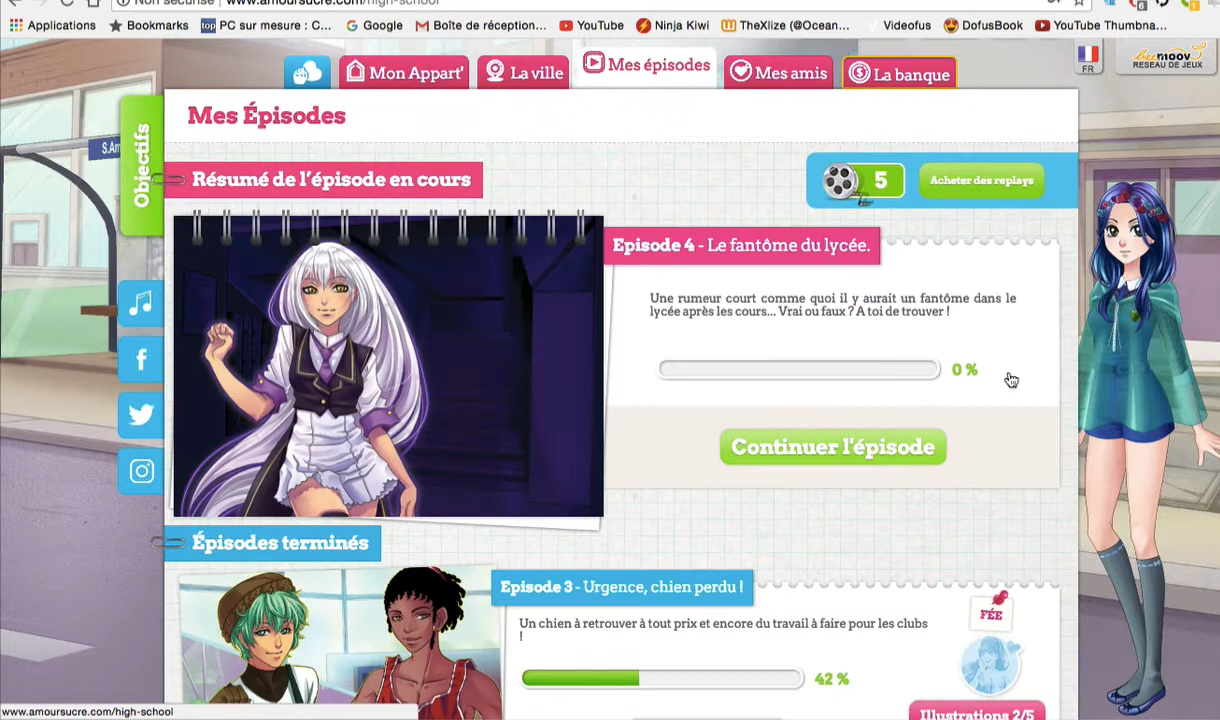 Non sécurisé
www.amoursucre.com/high-school
Applications
Bookmarks
PC sur mesure : C...
Google
Boîte de réception...
YouTube
Ninja Kiwi
TheXlize (@Ocean...
Videofus
DofusBook
YouTube Thumbna...
Mon Appart'
La ville
Mes épisodes
Mes amis
La banque
FR
beemoov
RESEAU DE JEUX
Objectifs
Mes Épisodes
Résumé de l'épisode en cours
5
Acheter des replays
Episode 4 - Le fantôme du lycée.
Une rumeur court comme quoi il y aurait un fantôme dans le
lycée après les cours... Vrai ou faux ? A toi de trouver !
0 %
Continuer l'épisode
Épisodes terminés
Episode 3 - Urgence, chien perdu !
Un chien à retrouver à tout prix et encore du travail à faire pour les clubs
!
FÉE
42 %
Illustrations 2/5
www.amoursucre.com/high-school